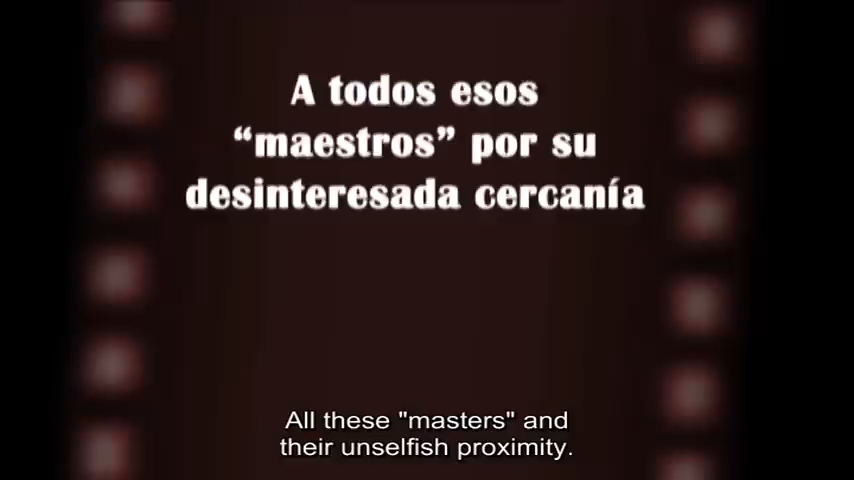 A todos esos
“maestros” por su
desinteresada cercanía
All these "masters" and
their unselfish proximity.